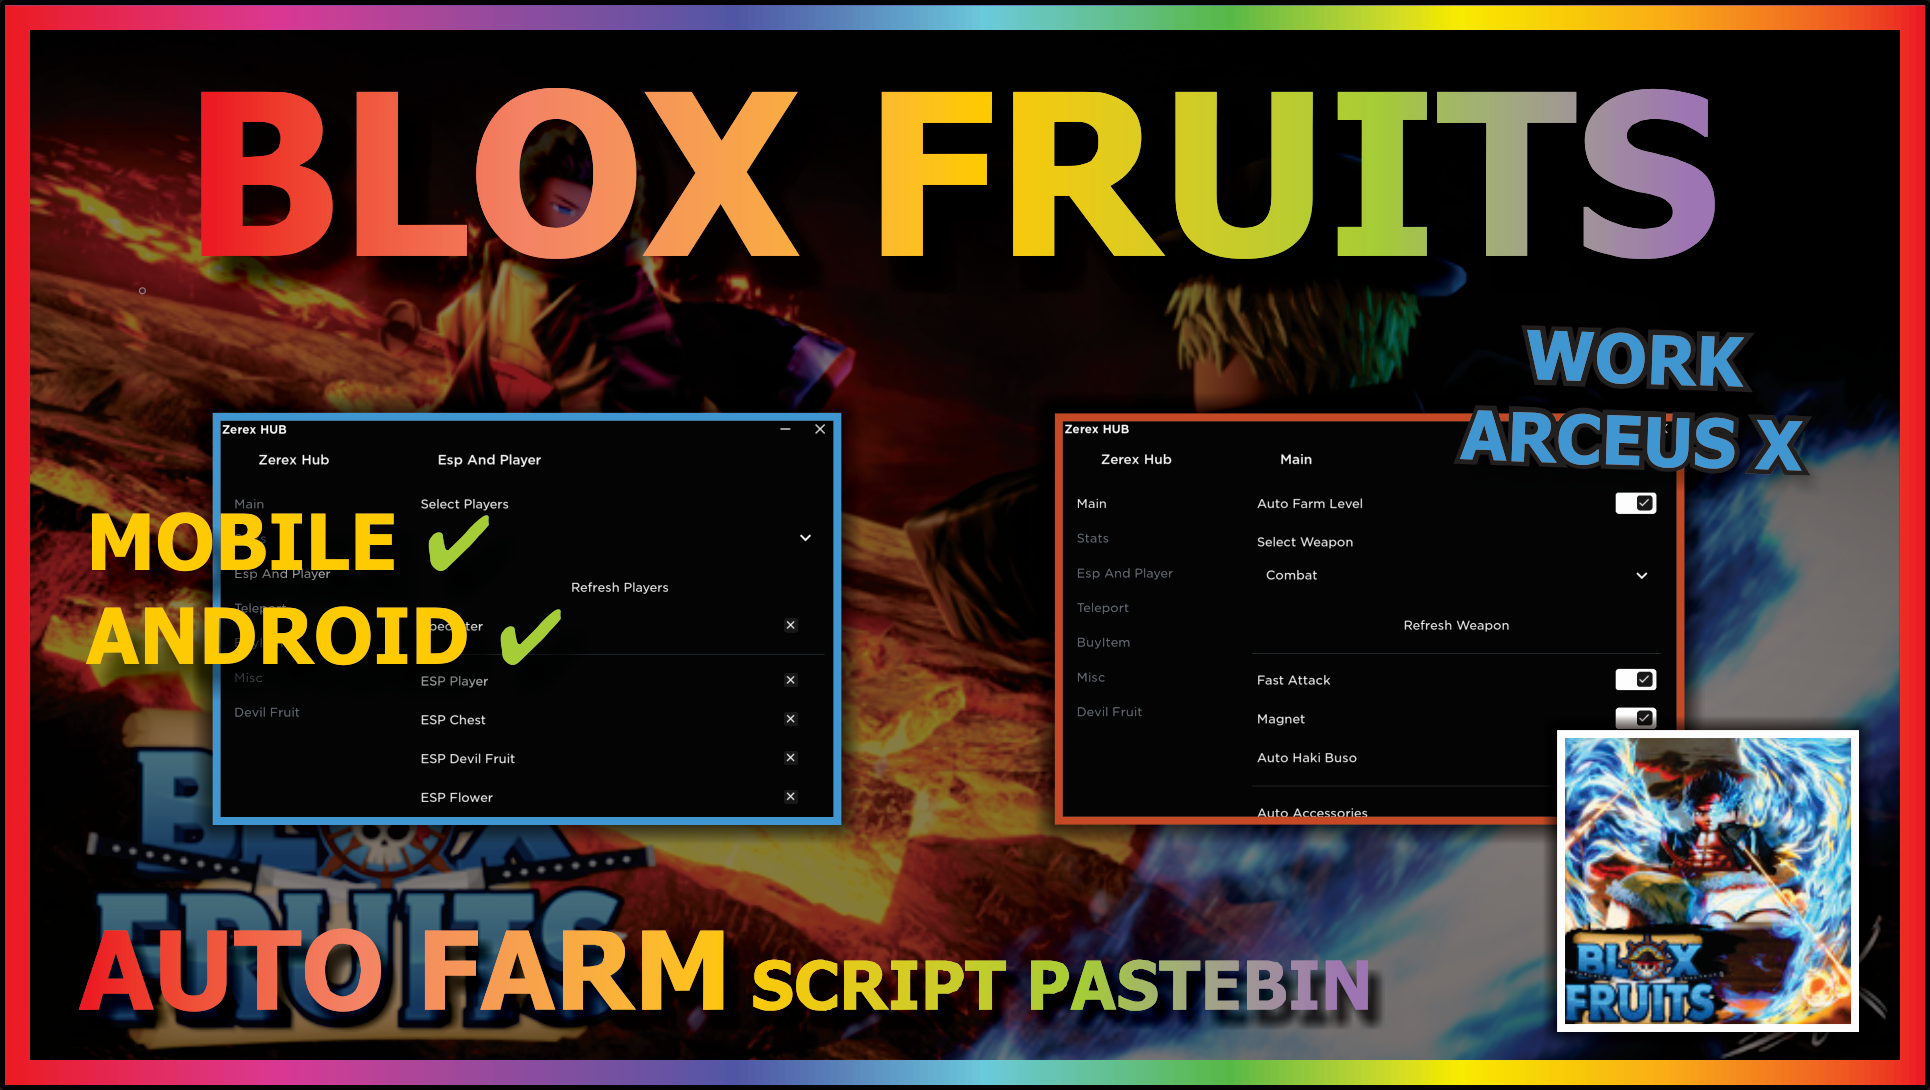 BLOX FRUITS
WORK
ARCEUS X
Zerex HUB
Zerex Hub
Esp And Player
Main
Select Players
MOBILE ✔
Esp And Player
Refresh Players
Teleport
ANDROID ✔
Misc
ESP Player
Devil Fruit
ESP Chest
ESP Devil Fruit
ESP Flower
Zerex HUB
Zerex Hub
Main
Main
Auto Farm Level
Stats
Select Weapon
Esp And Player
Combat
Teleport
Refresh Weapon
BuyItem
Misc
Fast Attack
Devil Fruit
Magnet
Auto Haki Buso
Auto Accessories
BLOX
FRUITS
AUTO FARM SCRIPT PASTEBIN
BLOX
FRUITS